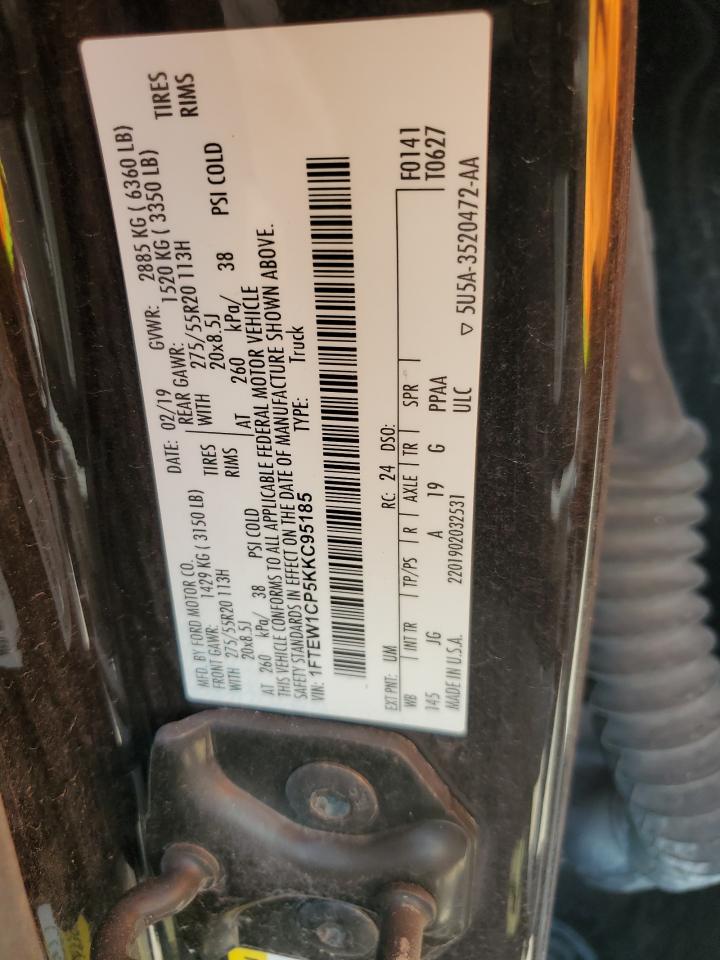 MFD. BY FORD MOTOR CO.
DATE: 02/19 GVWR: 2885 KG ( 6360 LB)
FRONT GAWR: 1429 KG ( 3150 LB) REAR GAWR: 1520 KG ( 3350 LB)
WITH 275/55R20 113H TIRES WITH 275/55R20 113H TIRES
20x8.5J RIMS 20x8.5J RIMS
AT 260 kPa/ 38 PSI COLD AT 260 kPa/ 38 PSI COLD
THIS VEHICLE CONFORMS TO ALL APPLICABLE FEDERAL MOTOR VEHICLE
SAFETY STANDARDS IN EFFECT ON THE DATE OF MANUFACTURE SHOWN ABOVE.
VIN: 1FTEW1CP5KKC95185 TYPE: Truck
EXT PNT: UM RC: 24 DSO: F0141
WB INT TR TP/PS R AXLE TR SPR T0627
145 JG A 19 G PPAA
ULC
MADE IN U.S.A. 2201902032531 5U5A-3520472-AA